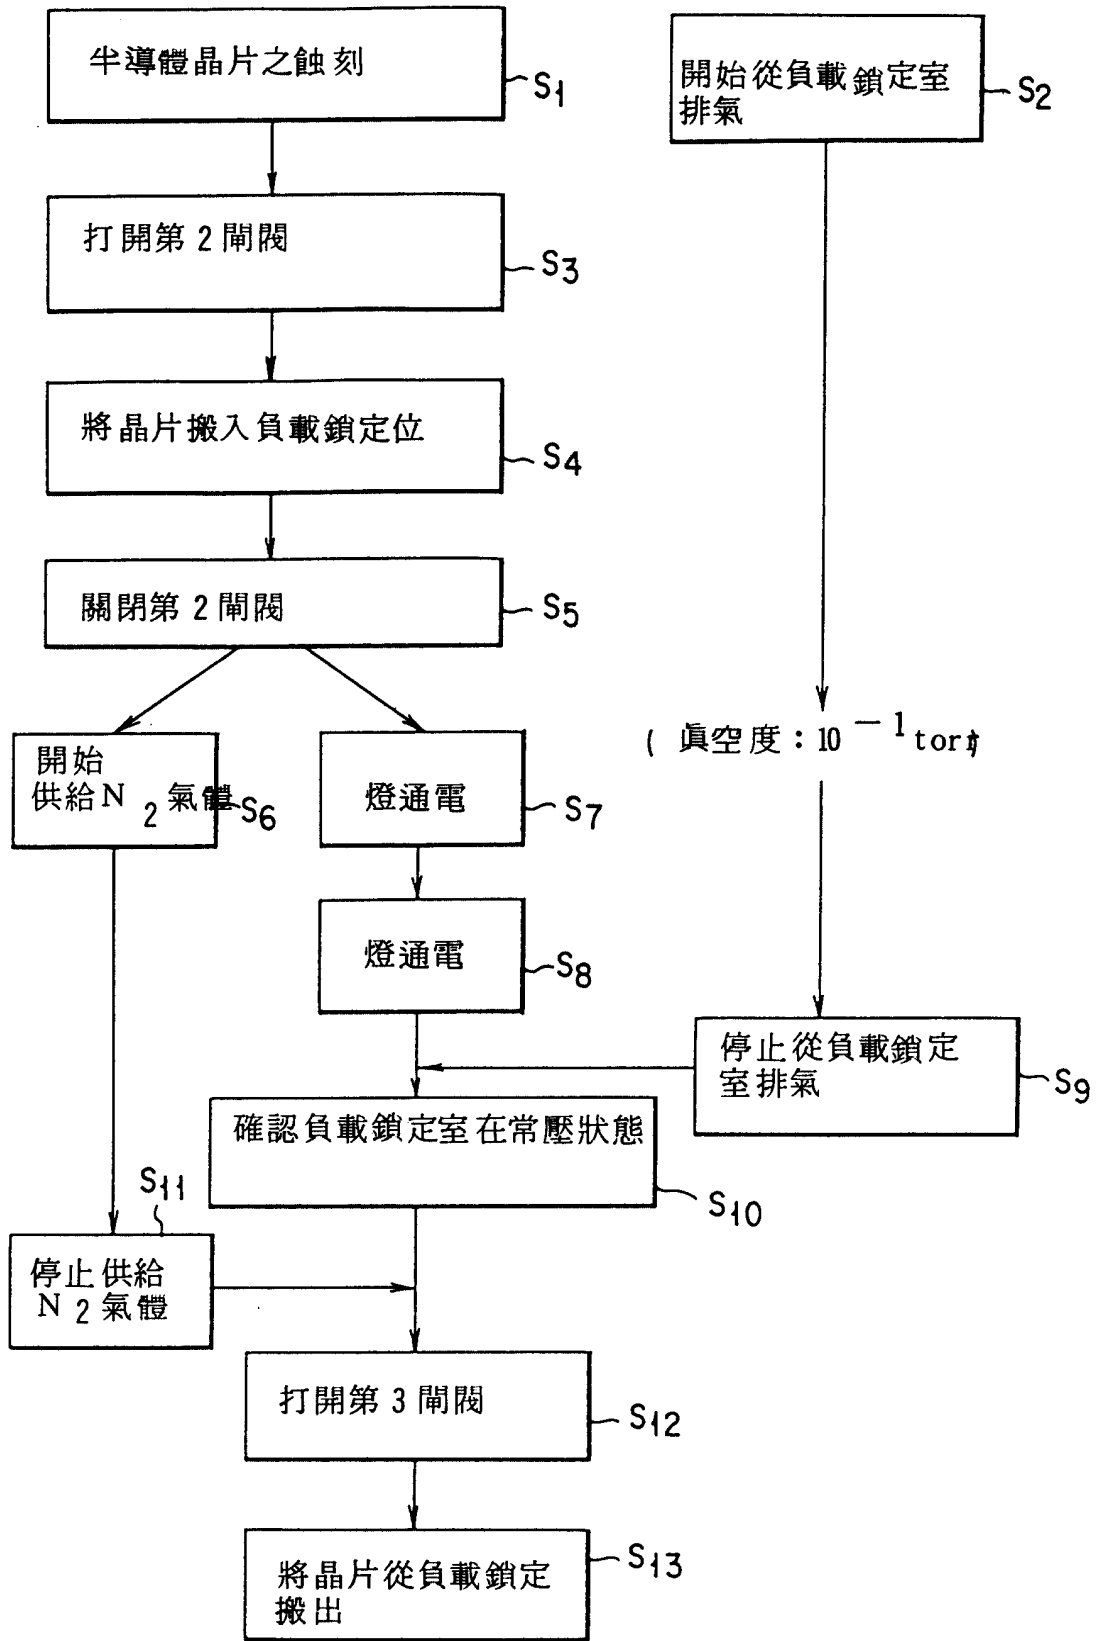 半導體晶片之蝕刻
S1
開始從負載鎖定室
排氣
S2
打開第2閘閥
S3
將晶片搬入負載鎖定位
S4
關閉第2閘閥
S5
開始
供給N2氣體
S6
燈通電
S7
(眞空度:10-1torr)
燈通電
S8
停止從負載鎖定
室排氣
S9
確認負載鎖定室在常壓狀態
S10
S11
停止供給
N2氣體
打開第3閘閥
S12
將晶片從負載鎖定
搬出
S13